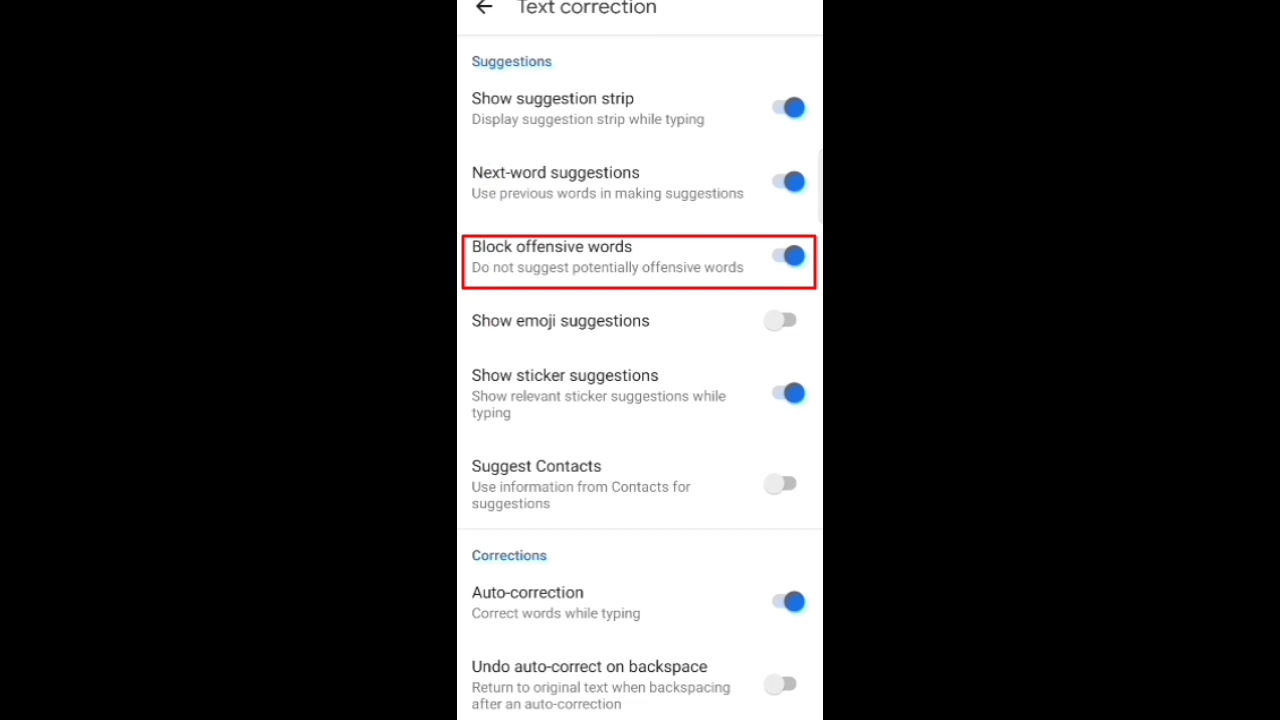 Text correction
Suggestions
Show suggestion strip
Display suggestion strip while typing
Next-word suggestions
Use previous words in making suggestions
Block offensive words
Do not suggest potentially offensive words
Show emoji suggestions
Show sticker suggestions
Show relevant sticker suggestions while
typing
Suggest Contacts
Use information from Contacts for
suggestions
Corrections
Auto-correction
Correct words while typing
Undo auto-correct on backspace
Return to original text when backspacing
after an auto-correction